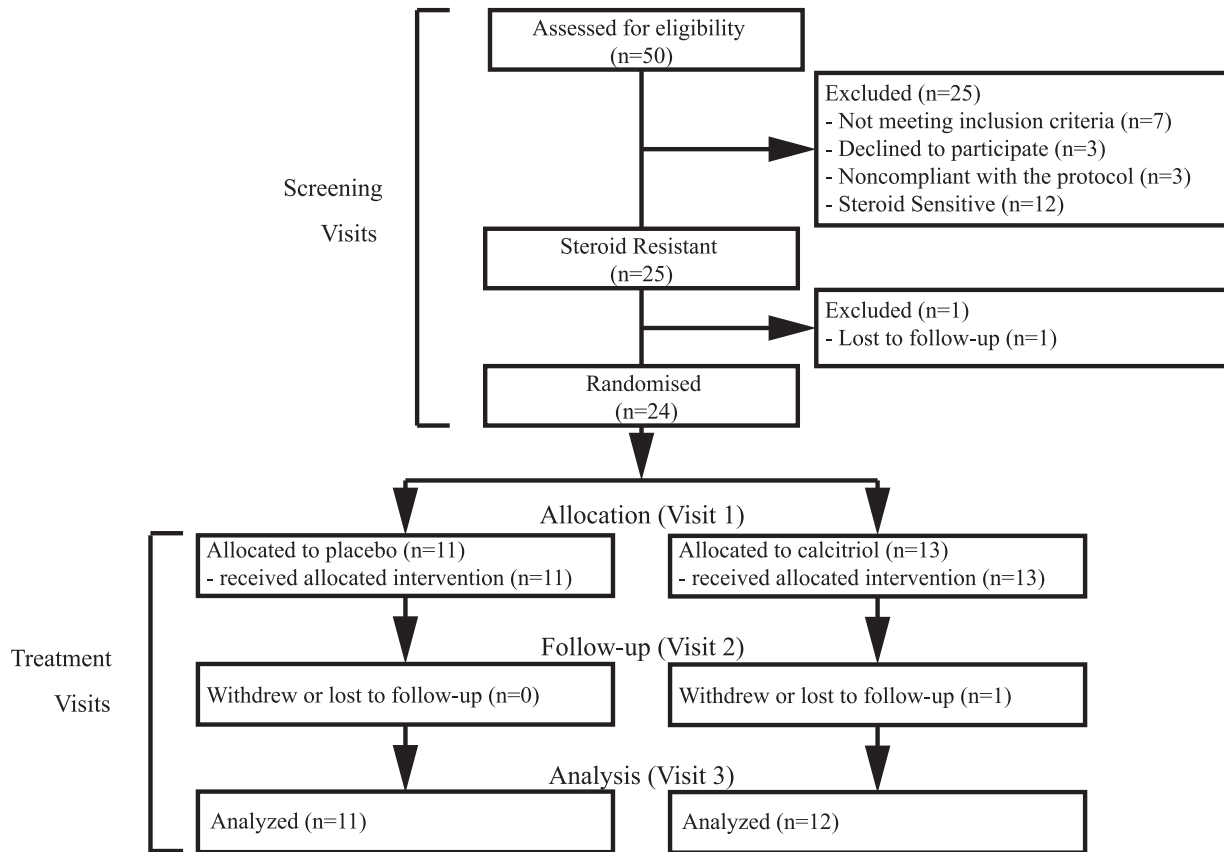 Assessed for eligibility
(n=50)
Excluded (n=25)
- Not meeting inclusion criteria (n=7)
- Declined to participate (n=3)
- Noncompliant with the protocol (n=3)
- Steroid Sensitive (n=12)
Screening
Visits
Steroid Resistant
(n=25)
Excluded (n=1)
- Lost to follow-up (n=1)
Randomised
(n=24)
Allocation (Visit 1)
Allocated to placebo (n=11)
- received allocated intervention (n=11)
Allocated to calcitriol (n=13)
- received allocated intervention (n=13)
Treatment
Visits
Follow-up (Visit 2)
Withdrew or lost to follow-up (n=0)
Withdrew or lost to follow-up (n=1)
Analysis (Visit 3)
Analyzed (n=11)
Analyzed (n=12)